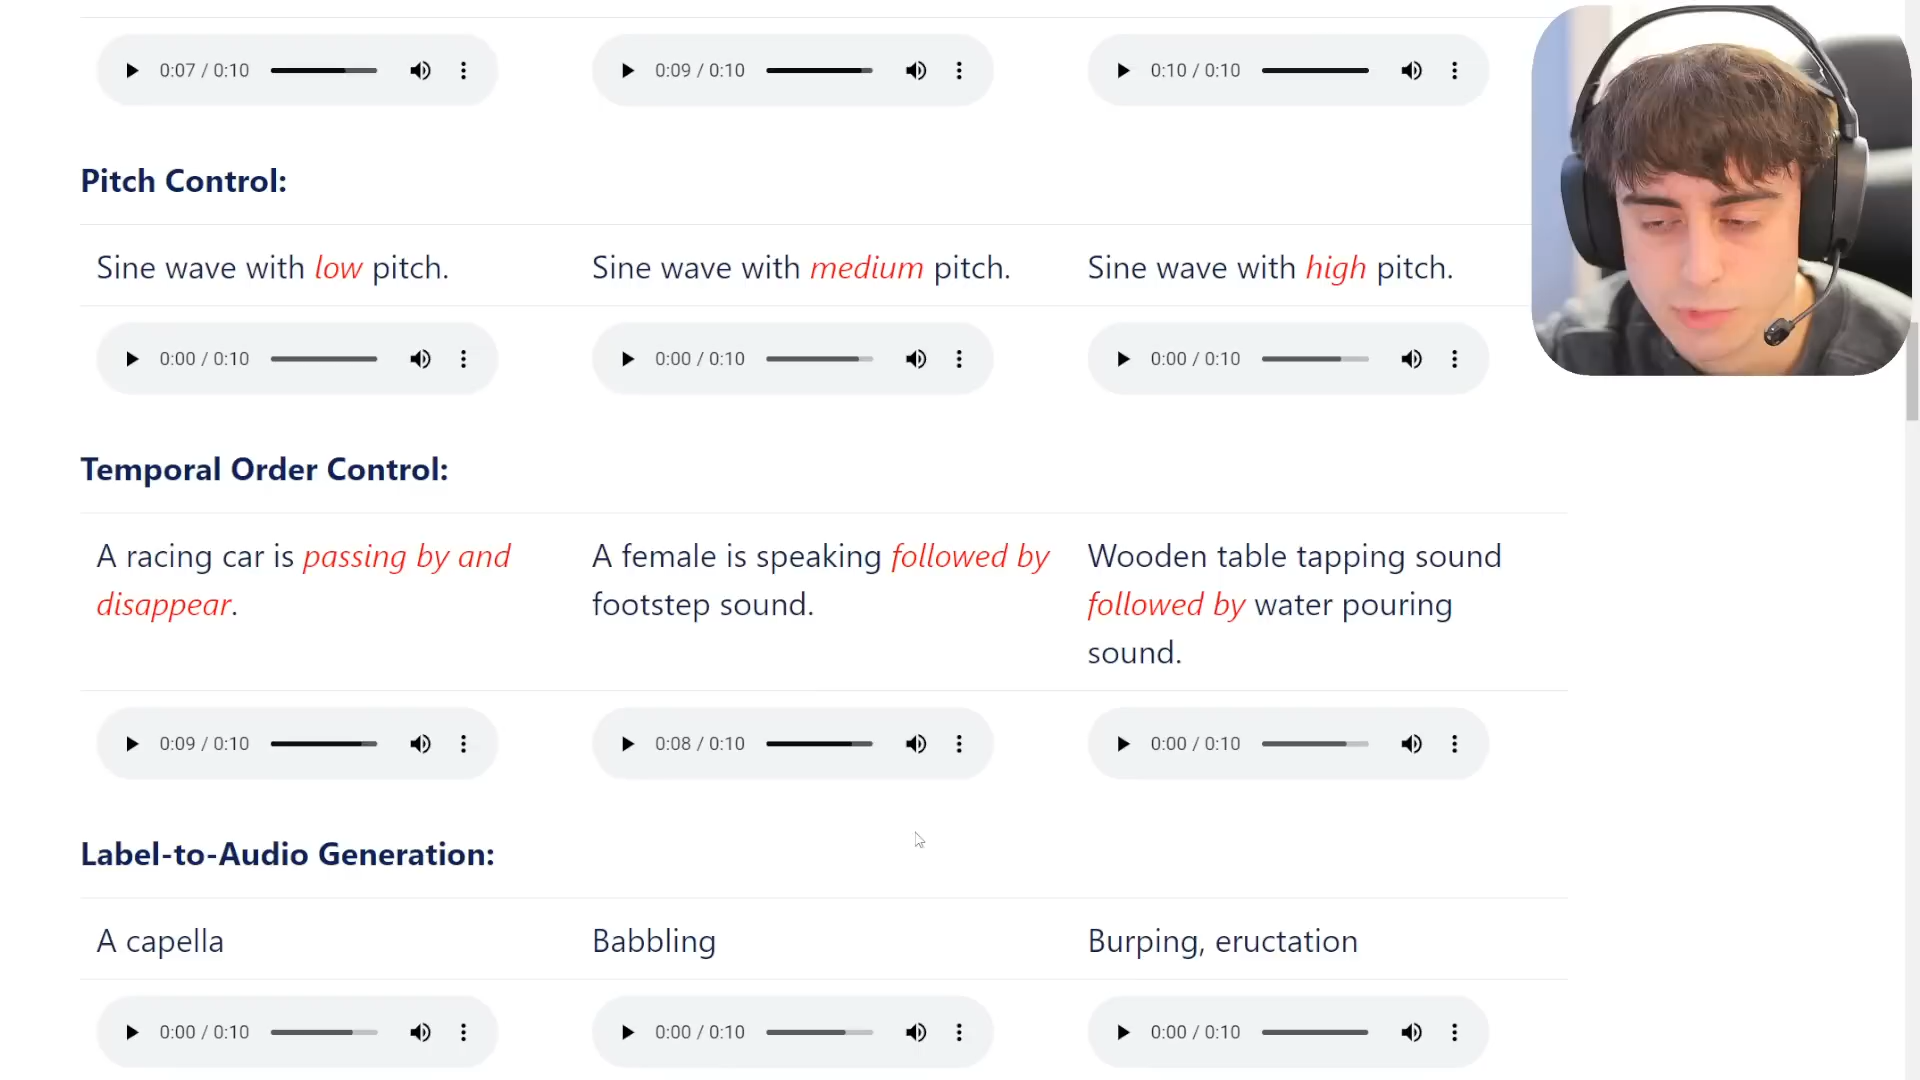 0:07 / 0:10 0:09 / 0:10 0:10 / 0:10
Pitch Control:
Sine wave with low pitch. Sine wave with medium pitch. Sine wave with high pitch.
0:00 / 0:10 0:00 / 0:10 0:00 / 0:10
Temporal Order Control:
A racing car is passing by and
disappear.
A female is speaking followed by
footstep sound.
Wooden table tapping sound
followed by water pouring
sound.
0:09 / 0:10 0:08 / 0:10 0:00 / 0:10
Label-to-Audio Generation:
A capella Babbling Burping, eructation
0:00 / 0:10 0:00 / 0:10 0:00 / 0:10